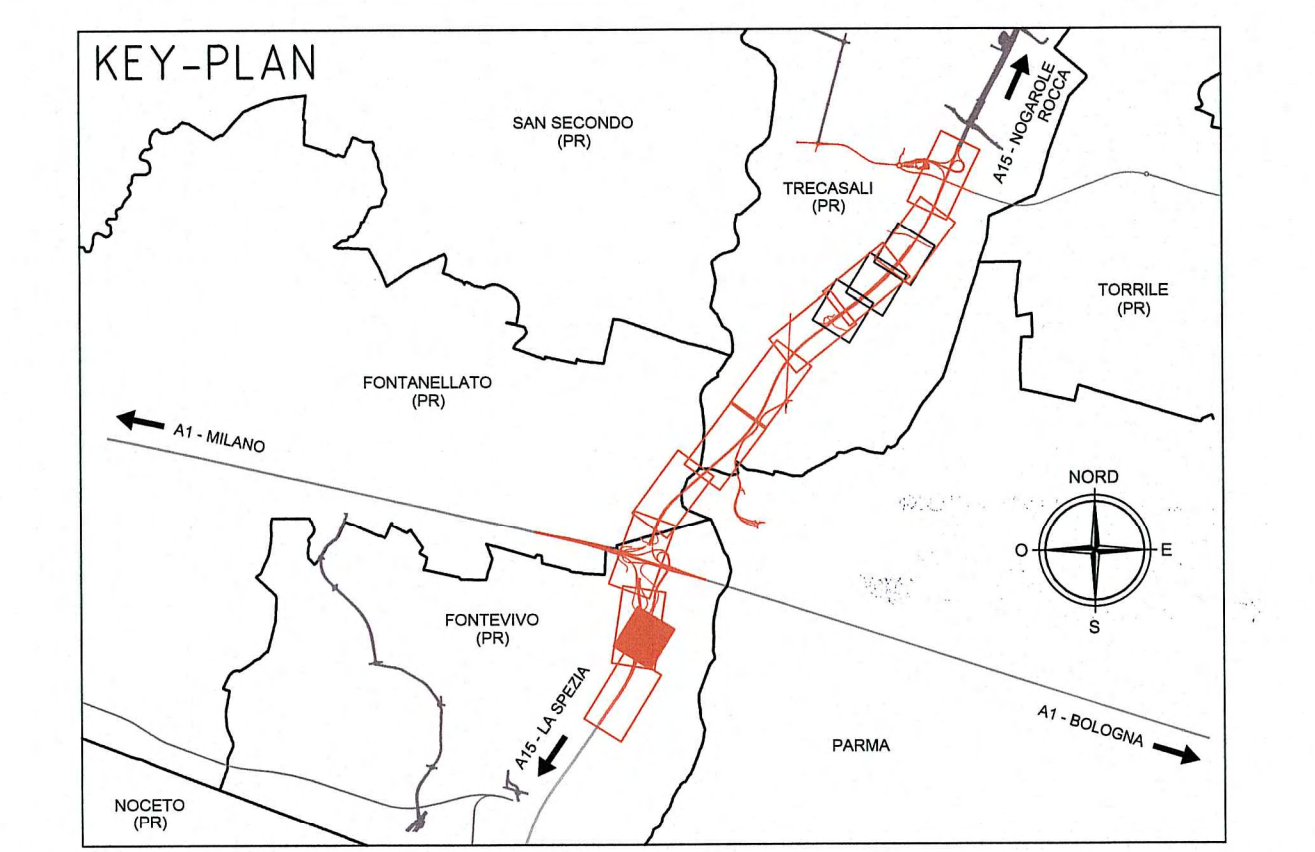 KEY-PLAN
SAN SECONDO
(PR)
A15 - NOGAROLE
ROCCA
TRECASALI
(PR)
TORRILE
(PR)
FONTANELLATO
(PR)
A1 - MILANO
NORD
O
E
S
FONTEVIVO
(PR)
A15 - LA SPEZIA
A1 - BOLOGNA
PARMA
NOCETO
(PR)